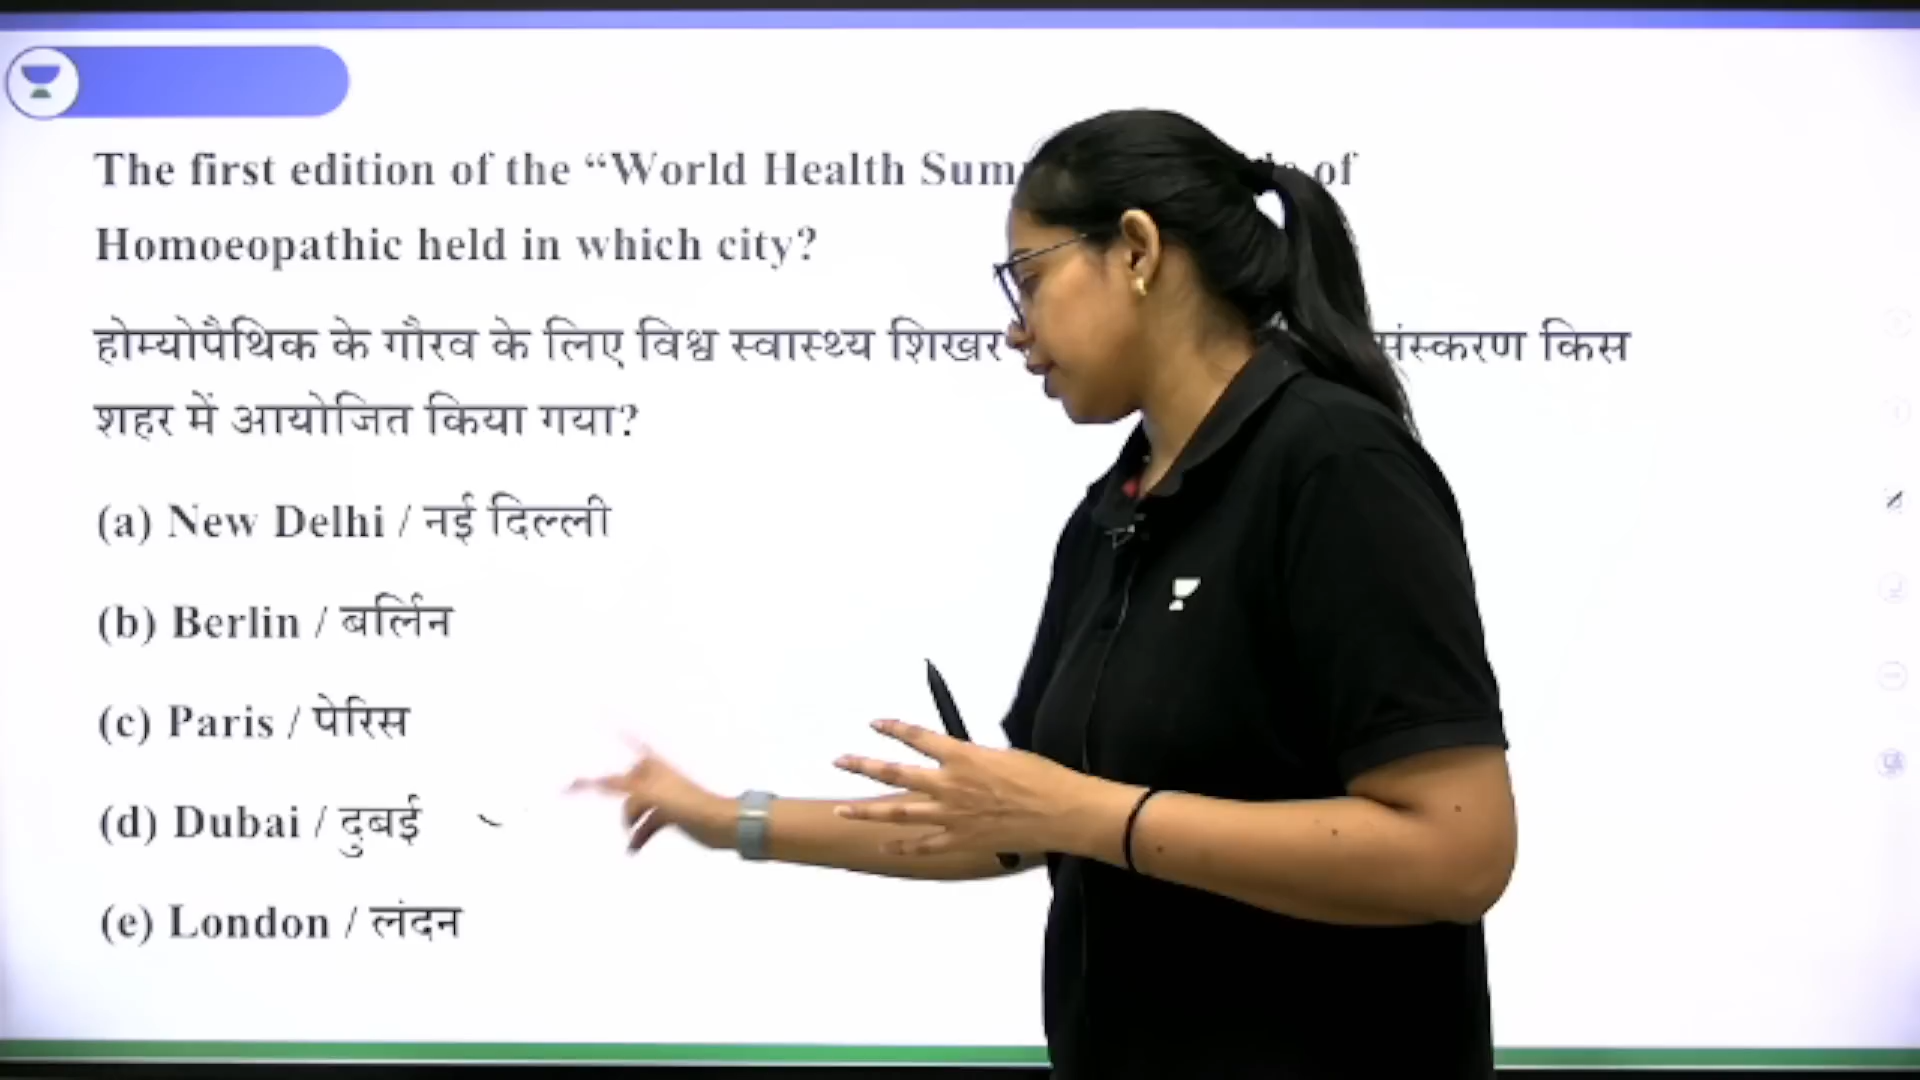 The first edition of the “World Health Sum of
Homoeopathic held in which city?
होम्योपैथिक के गौरव के लिए विश्व स्वास्थ्य शिखर संस्करण किस
शहर में आयोजित किया गया?
(a) New Delhi / नई दिल्ली
(b) Berlin / बर्लिन
(c) Paris / पेरिस
(d) Dubai / दुबई
(e) London / लंदन